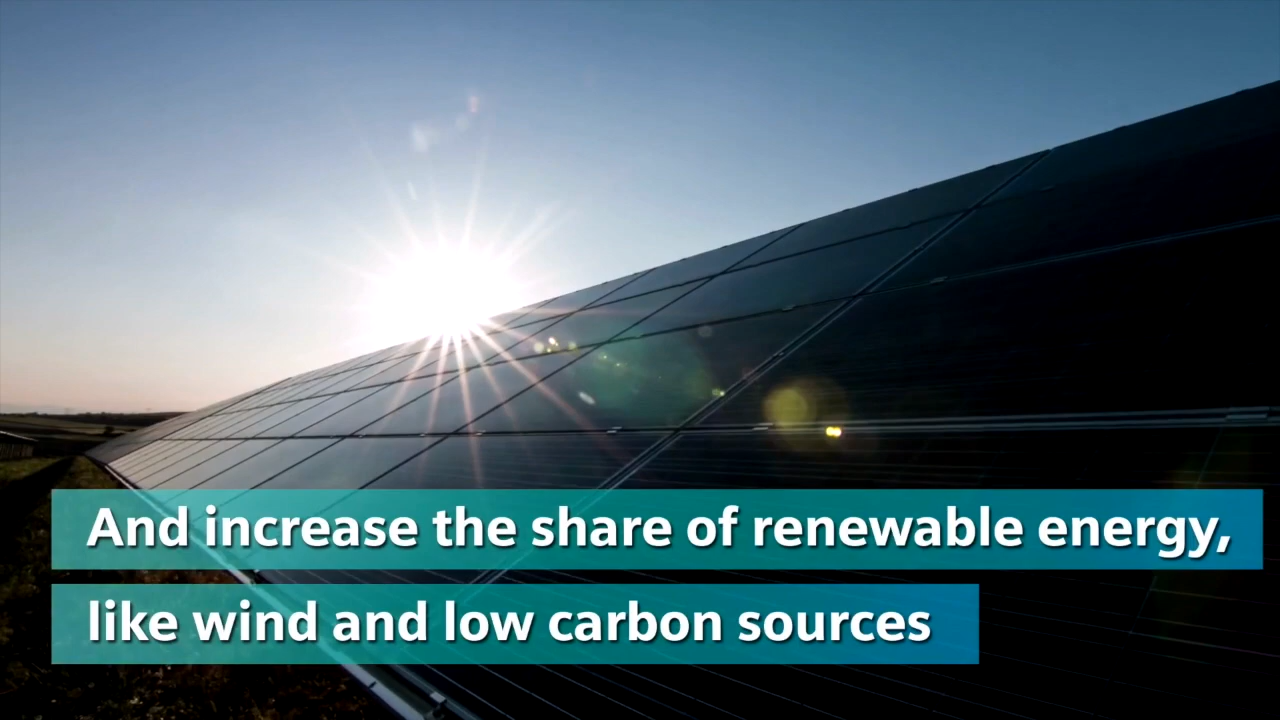 And increase the share of renewable energy,
like wind and low carbon sources